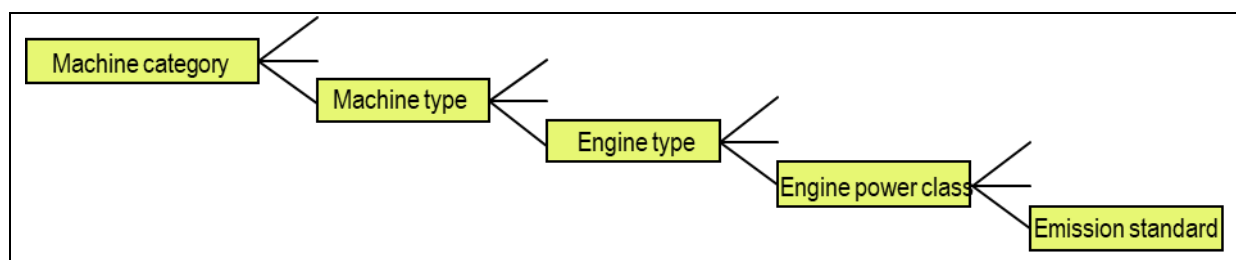 Machine category
Machine type
Engine type
Engine power class
Emission standard